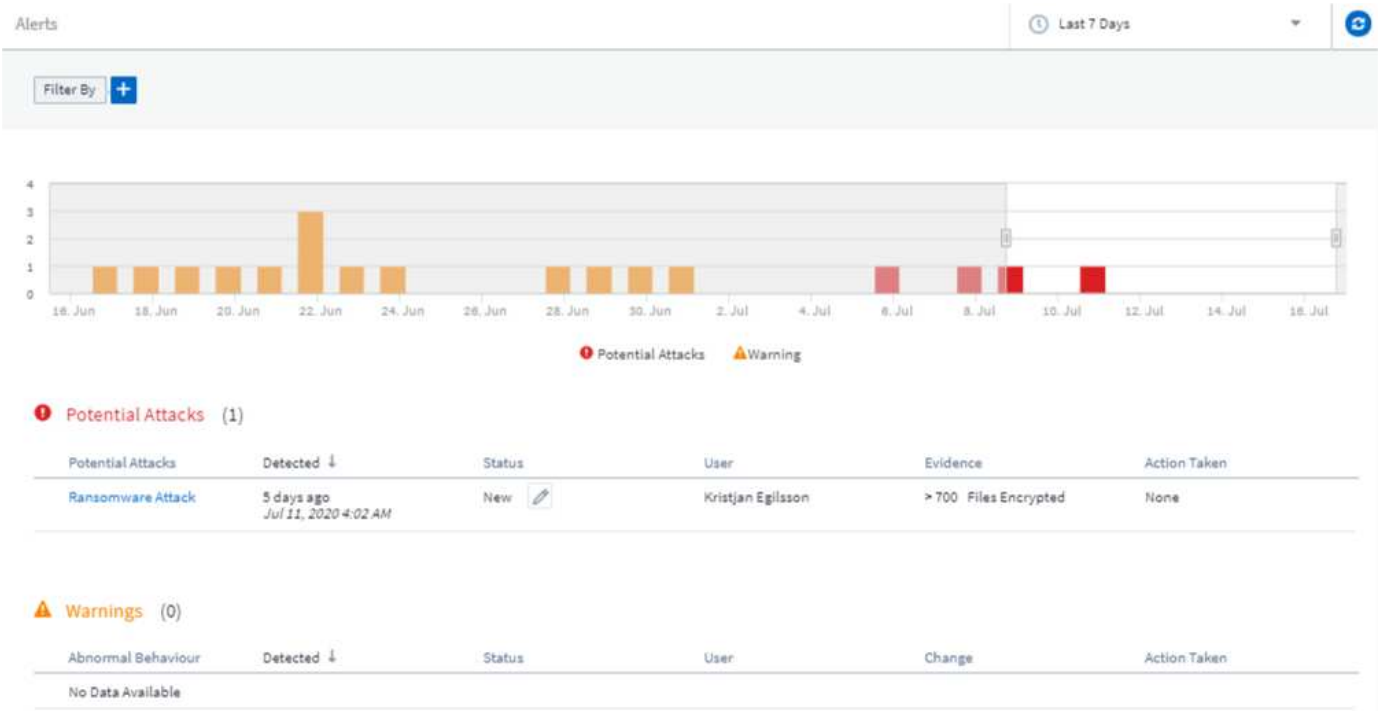 Alerts
Last 7 Days
Filter By +
4
3
2
1
0
16. Jun 18. Jun 20. Jun 22. Jun 24. Jun 26. Jun 28. Jun 30. Jun 2. Jul 4. Jul 6. Jul 8. Jul 10. Jul 12. Jul 14. Jul 16. Jul
Potential Attacks Warning
Potential Attacks (1)
Potential Attacks Detected ↓ Status User Evidence Action Taken
Ransomware Attack 5 days ago New Kristjan Egilsson > 700 Files Encrypted None
Jul 11, 2020 4:02 AM
Warnings (0)
Abnormal Behaviour Detected ↓ Status User Change Action Taken
No Data Available